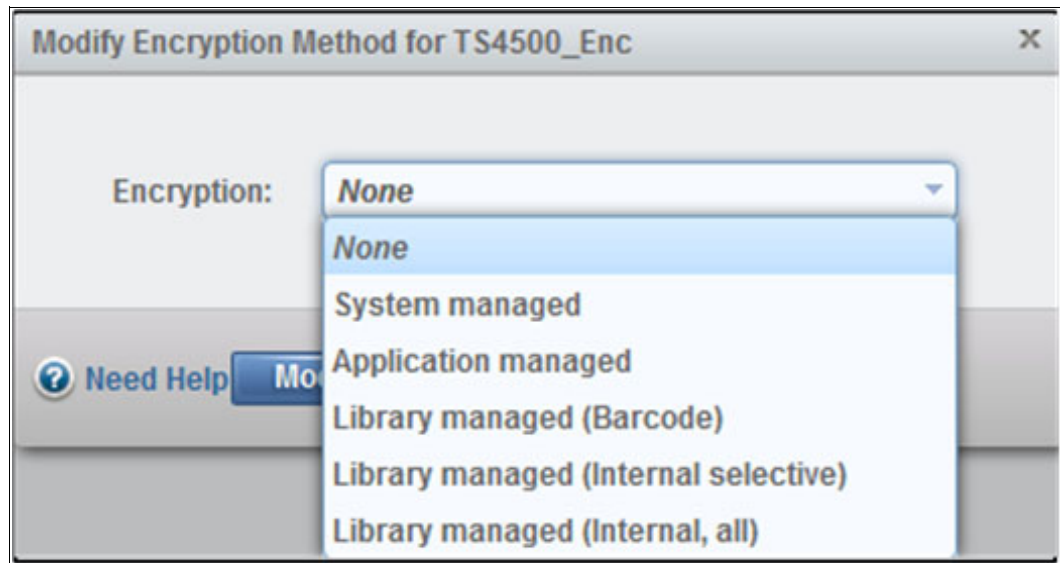 Modify Encryption Method for TS4500_Enc
Encryption:
None
None
System managed
Application managed
Library managed (Barcode)
Library managed (Internal selective)
Library managed (Internal, all)
Need Help